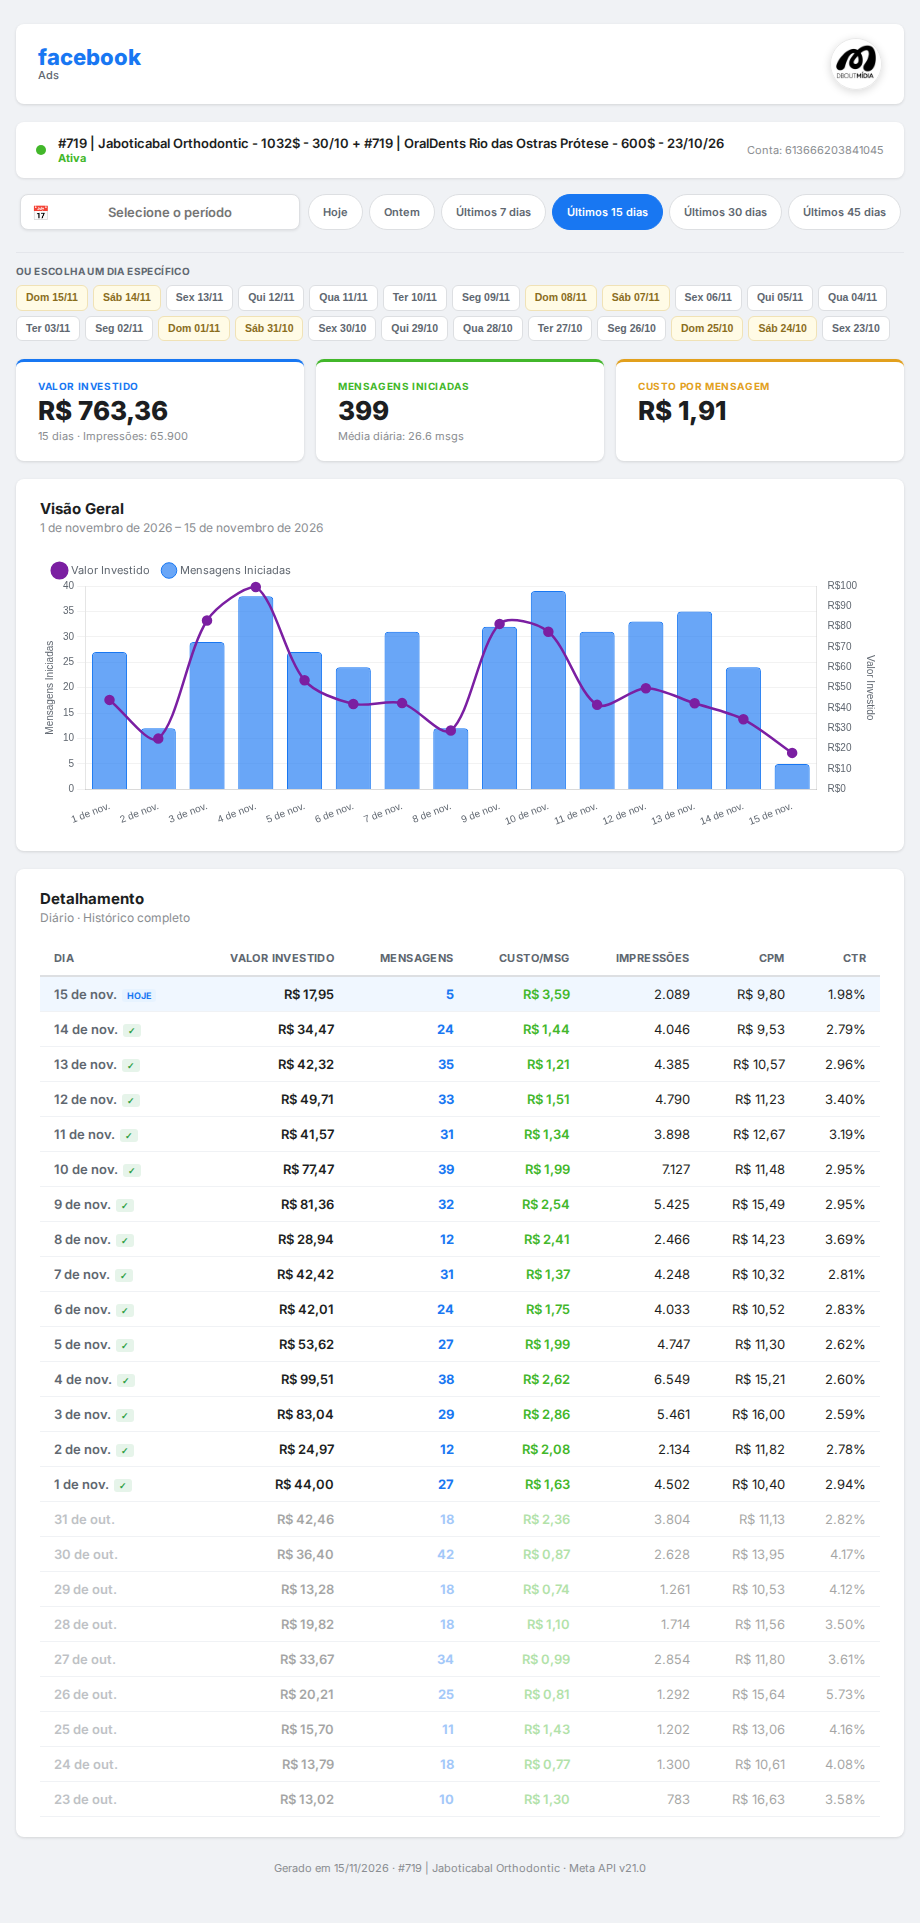 facebook
Ads
DBOUTMÍDIA
#719 | Jaboticabal Orthodontic - 1032$ - 30/10 + #719 | OralDents Rio das Ostras Prótese - 600$ - 23/10/26
Ativa
Conta: 613666203841045
Selecione o período
Hoje
Ontem
Últimos 7 dias
Últimos 15 dias
Últimos 30 dias
Últimos 45 dias
OU ESCOLHA UM DIA ESPECÍFICO
Dom 15/11 Sáb 14/11 Sex 13/11 Qui 12/11 Qua 11/11 Ter 10/11 Seg 09/11 Dom 08/11 Sáb 07/11 Sex 06/11 Qui 05/11 Qua 04/11
Ter 03/11 Seg 02/11 Dom 01/11 Sáb 31/10 Sex 30/10 Qui 29/10 Qua 28/10 Ter 27/10 Seg 26/10 Dom 25/10 Sáb 24/10 Sex 23/10
VALOR INVESTIDO
R$ 763,36
15 dias · Impressões: 65.900
MENSAGENS INICIADAS
399
Média diária: 26.6 msgs
CUSTO POR MENSAGEM
R$ 1,91
Visão Geral
1 de novembro de 2026 – 15 de novembro de 2026
Valor Investido Mensagens Iniciadas
Mensagens Iniciadas
40
35
30
25
20
15
10
5
0
R$100
R$90
R$80
R$70
R$60
R$50
R$40
R$30
R$20
R$10
R$0
Valor Investido
1 de nov. 2 de nov. 3 de nov. 4 de nov. 5 de nov. 6 de nov. 7 de nov. 8 de nov. 9 de nov. 10 de nov. 11 de nov. 12 de nov. 13 de nov. 14 de nov. 15 de nov.
Detalhamento
Diário · Histórico completo
DIA VALOR INVESTIDO MENSAGENS CUSTO/MSG IMPRESSÕES CPM CTR
15 de nov. HOJE R$ 17,95 5 R$ 3,59 2.089 R$ 9,80 1.98%
14 de nov. ✓ R$ 34,47 24 R$ 1,44 4.046 R$ 9,53 2.79%
13 de nov. ✓ R$ 42,32 35 R$ 1,21 4.385 R$ 10,57 2.96%
12 de nov. ✓ R$ 49,71 33 R$ 1,51 4.790 R$ 11,23 3.40%
11 de nov. ✓ R$ 41,57 31 R$ 1,34 3.898 R$ 12,67 3.19%
10 de nov. ✓ R$ 77,47 39 R$ 1,99 7.127 R$ 11,48 2.95%
9 de nov. ✓ R$ 81,36 32 R$ 2,54 5.425 R$ 15,49 2.95%
8 de nov. ✓ R$ 28,94 12 R$ 2,41 2.466 R$ 14,23 3.69%
7 de nov. ✓ R$ 42,42 31 R$ 1,37 4.248 R$ 10,32 2.81%
6 de nov. ✓ R$ 42,01 24 R$ 1,75 4.033 R$ 10,52 2.83%
5 de nov. ✓ R$ 53,62 27 R$ 1,99 4.747 R$ 11,30 2.62%
4 de nov. ✓ R$ 99,51 38 R$ 2,62 6.549 R$ 15,21 2.60%
3 de nov. ✓ R$ 83,04 29 R$ 2,86 5.461 R$ 16,00 2.59%
2 de nov. ✓ R$ 24,97 12 R$ 2,08 2.134 R$ 11,82 2.78%
1 de nov. ✓ R$ 44,00 27 R$ 1,63 4.502 R$ 10,40 2.94%
31 de out. R$ 42,46 18 R$ 2,36 3.804 R$ 11,13 2.82%
30 de out. R$ 36,40 42 R$ 0,87 2.628 R$ 13,95 4.17%
29 de out. R$ 13,28 18 R$ 0,74 1.261 R$ 10,53 4.12%
28 de out. R$ 19,82 18 R$ 1,10 1.714 R$ 11,56 3.50%
27 de out. R$ 33,67 34 R$ 0,99 2.854 R$ 11,80 3.61%
26 de out. R$ 20,21 25 R$ 0,81 1.292 R$ 15,64 5.73%
25 de out. R$ 15,70 11 R$ 1,43 1.202 R$ 13,06 4.16%
24 de out. R$ 13,79 18 R$ 0,77 1.300 R$ 10,61 4.08%
23 de out. R$ 13,02 10 R$ 1,30 783 R$ 16,63 3.58%
Gerado em 15/11/2026 · #719 | Jaboticabal Orthodontic · Meta API v21.0